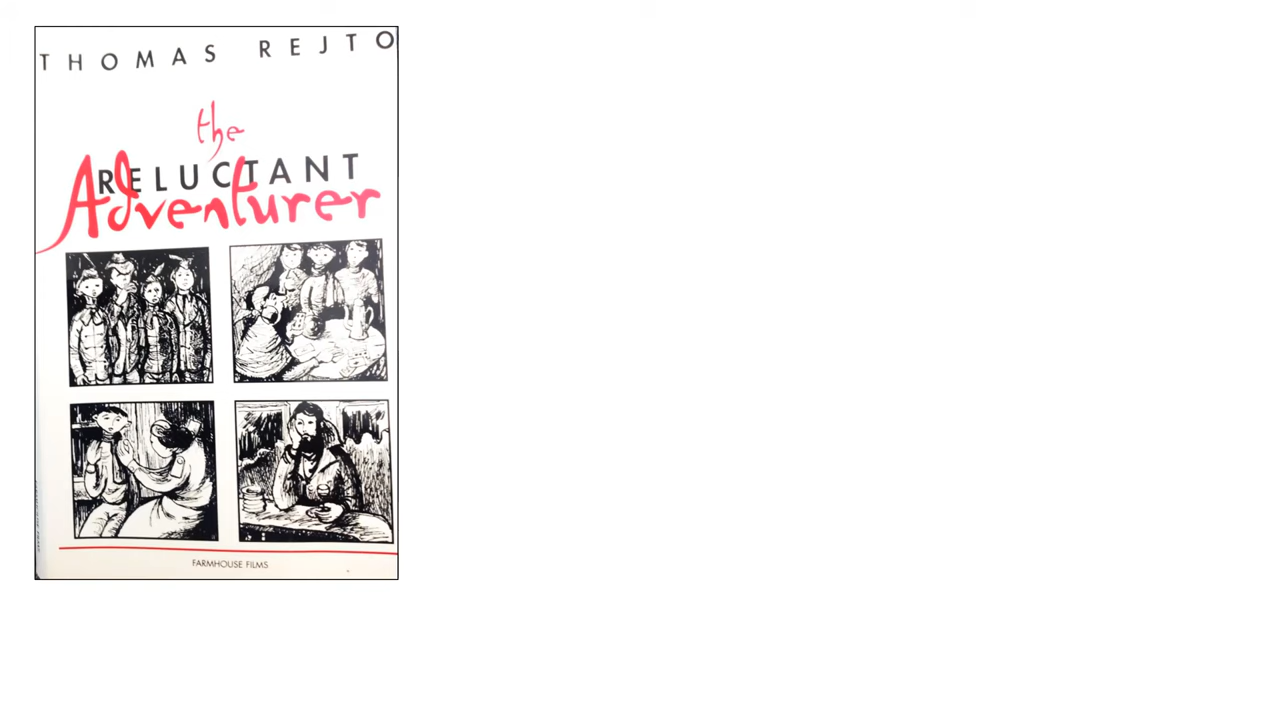 THOMAS REJTO
the
RELUCTANT
Adventurer
FARMHOUSE FILMS